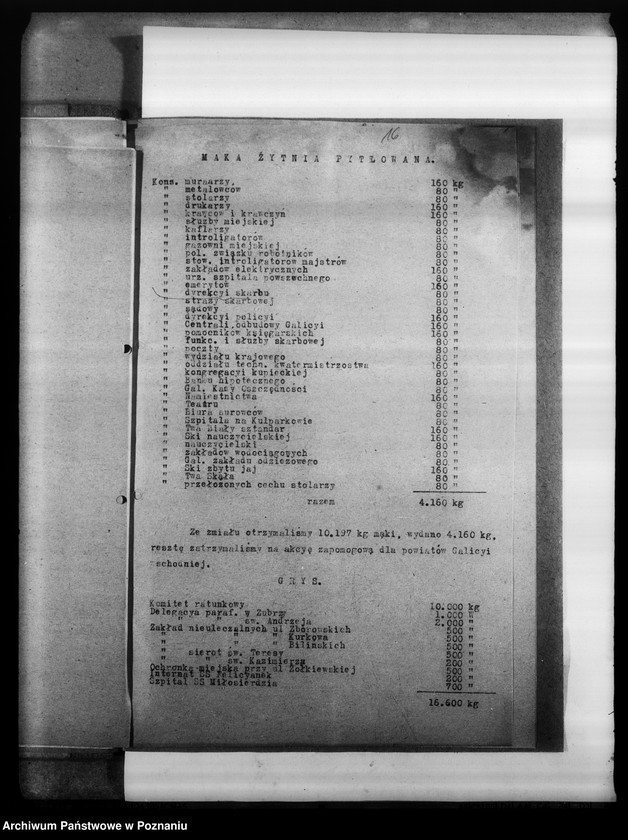 16
MAKA ŻYTNIA PYTLOWANA.
Kons. murarzy. 160 kg
" metalowców 80 "
" stolarzy 80 "
" drukarzy 160 "
" krawców i krawczyń 160 "
" służby miejskiej 80 "
" kaflarzy 80 "
" introligatorów 80 "
" gazowni miejskiej 80 "
" pol. związku robotników 80 "
" stow. introligatorów majstrów 80 "
" zakładów elektrycznych 160 "
" urz. szpitala powszechnego 80 "
" emerytów 160 "
" dyrekcyi skarbu 80 "
" straży skarbowej 80 "
" sądowy 80 "
" dyrekcyi policyi 160 "
" Centrali odbudowy Galicyi 160 "
" pomocników księgarskich 160 "
" funkc. i służby skarbowej 80 "
" poczty 80 "
" wydziału krajowego 80 "
" oddziału techn. kwatermistrzostwa 160 "
" kongregacyi kupieckiej 80 "
" Banku hipotecznego 80 "
" Gal. Kasy Oszczędności 80 "
" Namiestnictwa 160 "
" Teatru 80 "
" Biura surowców 80 "
" Szpitala na Kulparkowie 80 "
" Twa Biały sztandar 160 "
" Ski nauczycielskiej 160 "
" nauczycielski 80 "
" zakładów wodociągowych 80 "
" Gal. zakładu odzieżowego 80 "
" Ski zbytu jaj 160 "
" Twa Skała 80 "
" przełożonych cechu stolarzy 80 "
razem 4.160 kg
Ze zmiału otrzymaliśmy 10.197 kg mąki, wydano 4.160 kg,
resztę zatrzymaliśmy na akcyę zapomogową dla powiatów Galicyi
zachodniej.
GRYS.
Komitet ratunkowy 10.000 kg
Delegacya paraf. w Zubrzy 1.000 "
" " św. Andrzeja 2.000 "
Zakład nieuleczalnych ul Zborowskich 500 "
" " " Kurkowa 500 "
" " " Bilińskich 500 "
" sierot św. Teresy 500 "
" " św. Kazimierza 200 "
Ochronka miejska przy ul Żółkiewskiej 500 "
Internat SS Felicyanek 200 "
Szpital SS Miłosierdzia 700 "
16.600 kg
Archiwum Państwowe w Poznaniu